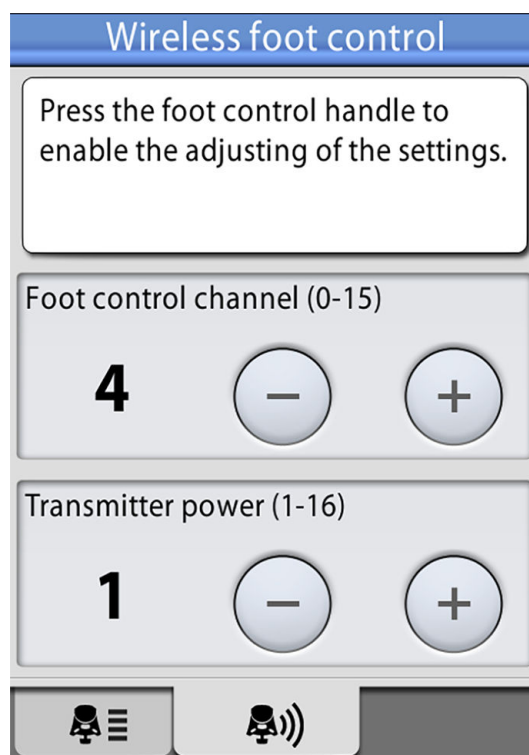 Wireless foot control
Press the foot control handle to
enable the adjusting of the settings.
Foot control channel (0-15)
4 − +
Transmitter power (1-16)
1 − +